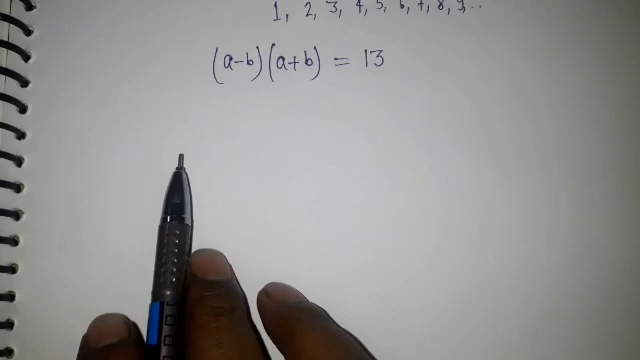 1, 2, 3, 4, 5, 6, 7, 8, 9, ..
(a-b)(a+b) = 13